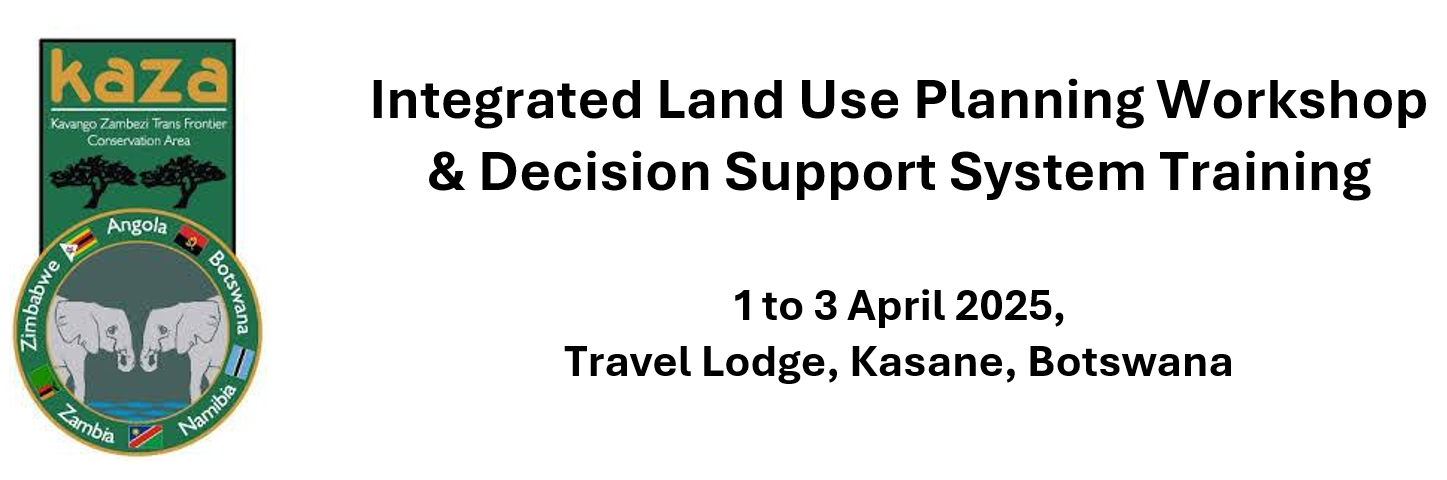 kaza
Kavango Zambezi Trans Frontier
Conservation Area
Angola
Botswana
Namibia
Zambia
Zimbabwe
Integrated Land Use Planning Workshop
& Decision Support System Training
1 to 3 April 2025,
Travel Lodge, Kasane, Botswana